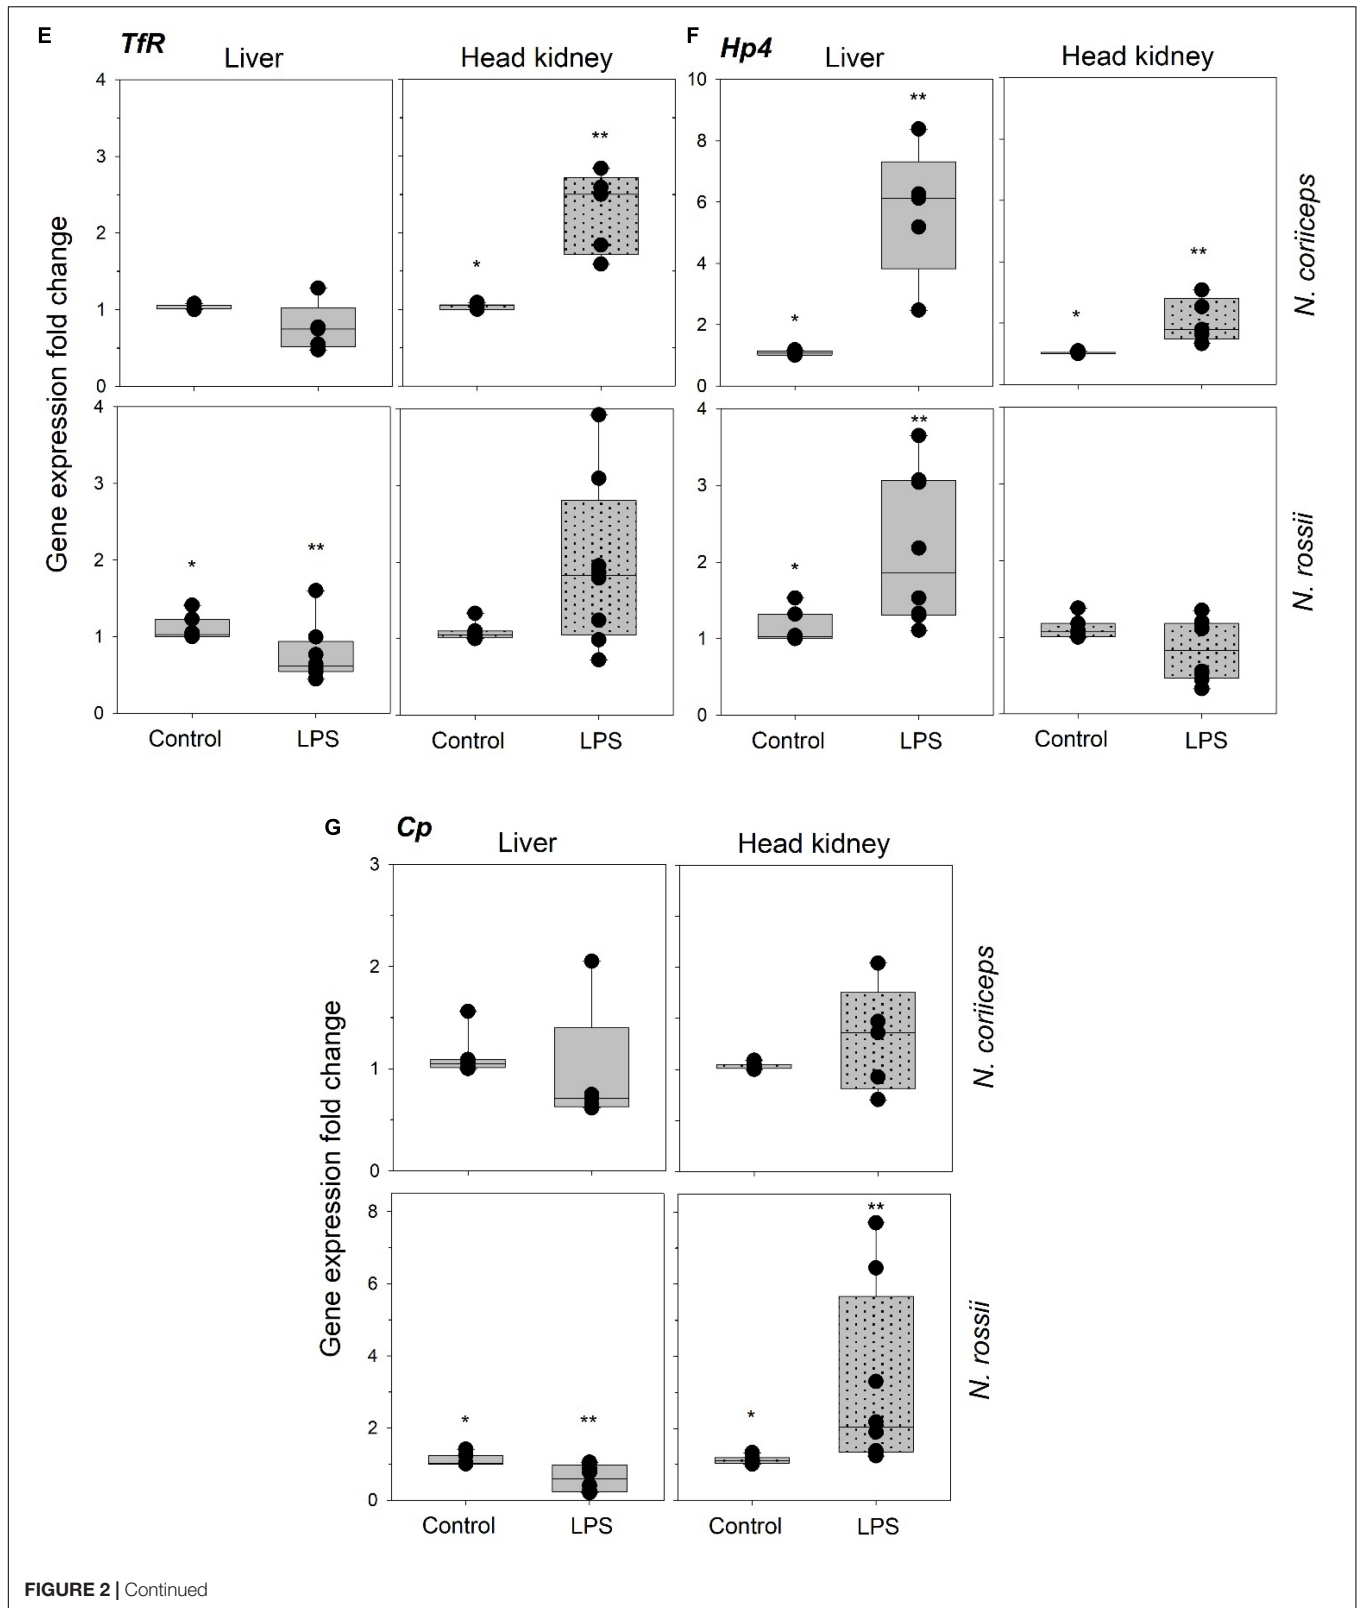 E TfR F Hp4
Liver Head kidney Liver Head kidney
4 10
** **
3 8
6
** N. coriiceps
2 4
* * *
1 2
0 0
Gene expression fold change
4 4
**
3 3
** N. rossii
2 * 2 *
1 1
0 0
Control LPS Control LPS Control LPS Control LPS
G Cp
Liver Head kidney
3
2
N. coriiceps
1
0
Gene expression fold change
8 **
6
4 N. rossii
2 * ** *
0
Control LPS Control LPS
FIGURE 2 | Continued